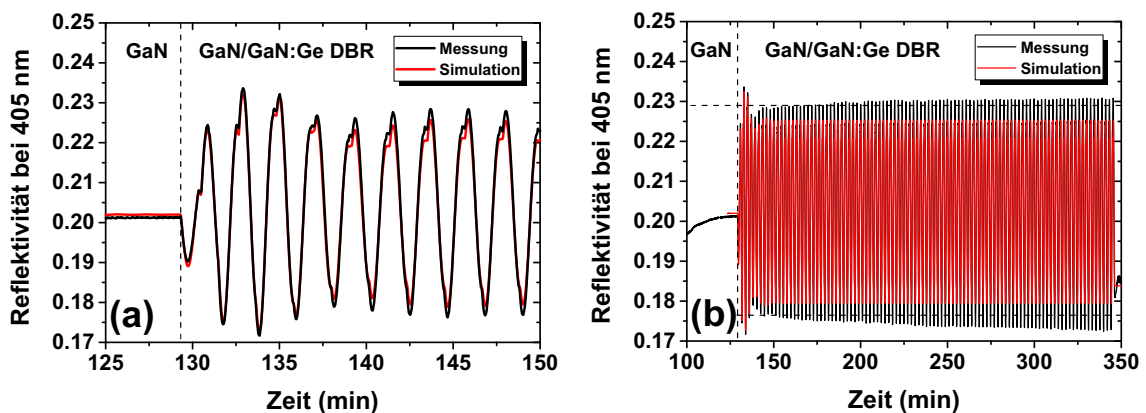 0.25
0.24
0.23
0.22
0.21
0.20
0.19
0.18
0.17
Reflektivität bei 405 nm
GaN
GaN/GaN:Ge DBR
Messung
Simulation
(a)
125 130 135 140 145 150
Zeit (min)
0.25
0.24
0.23
0.22
0.21
0.20
0.19
0.18
0.17
Reflektivität bei 405 nm
GaN
GaN/GaN:Ge DBR
Messung
Simulation
(b)
100 150 200 250 300 350
Zeit (min)